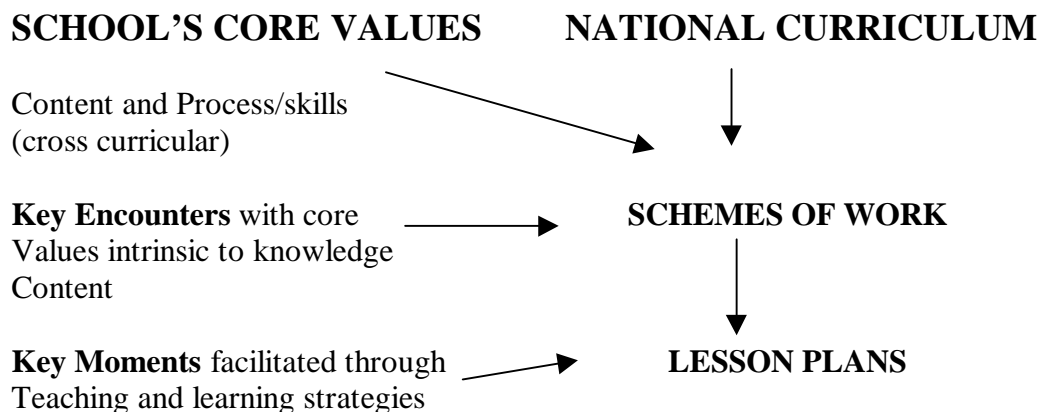 SCHOOL’S CORE VALUES NATIONAL CURRICULUM
Content and Process/skills
(cross curricular)
Key Encounters with core
Values intrinsic to knowledge
Content
SCHEMES OF WORK
Key Moments facilitated through
Teaching and learning strategies
LESSON PLANS